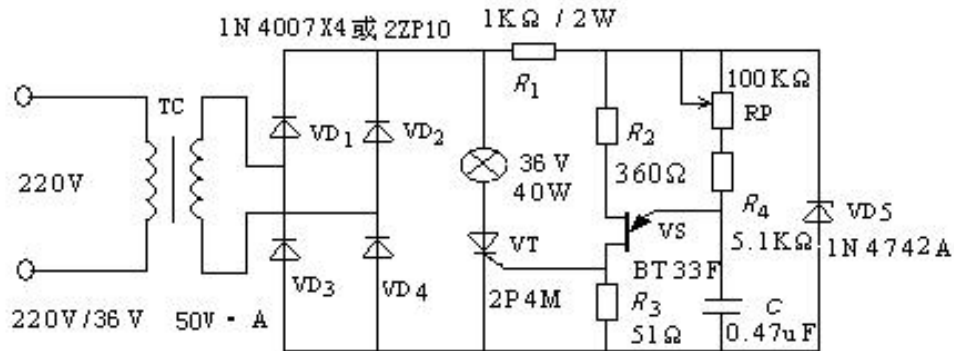 1N4007X4或2ZP10
1KΩ / 2W
R1
TC
VD1
VD2
220V
36V
40W
R2
360Ω
100KΩ
RP
R4
5.1KΩ
VD5
1N4742A
VT
VS
BT33F
VD3
VD4
2P4M
R3
51Ω
C
0.47uF
220V/36V 50V·A